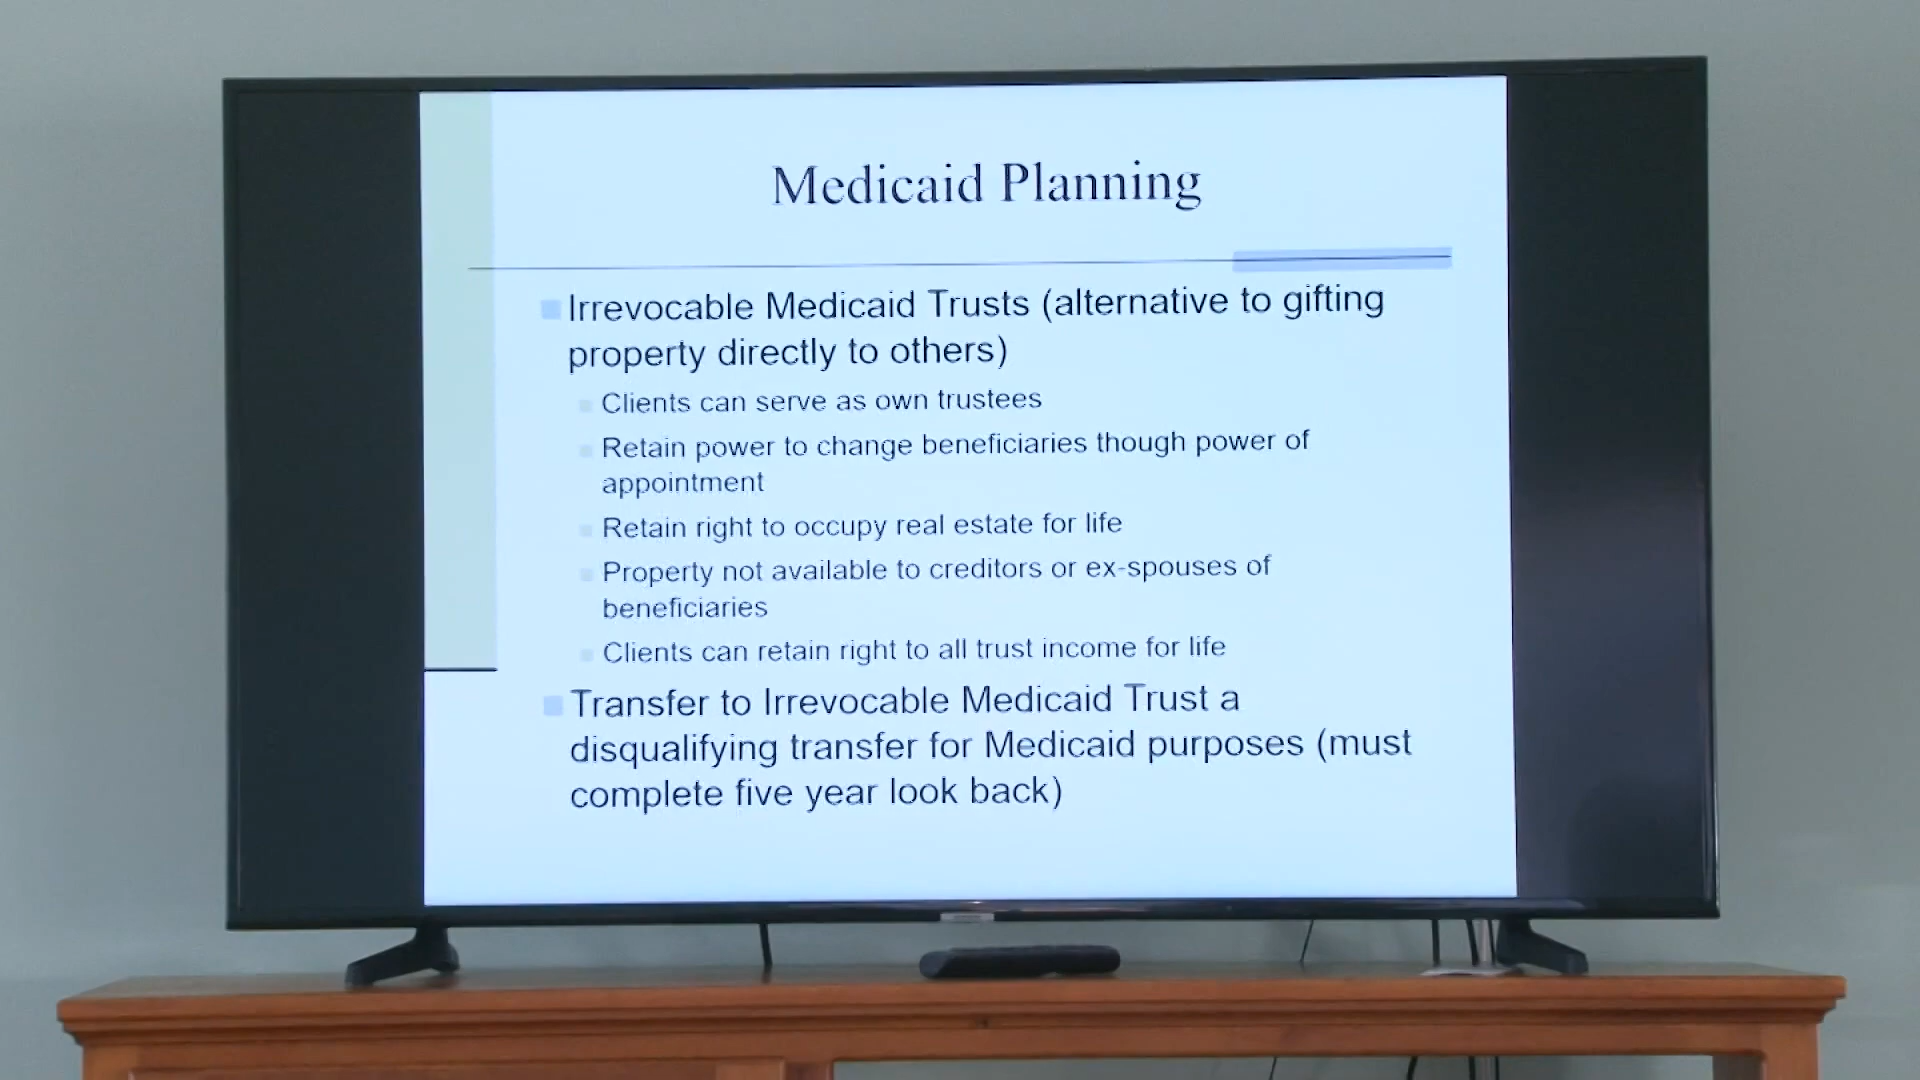 Medicaid Planning
Irrevocable Medicaid Trusts (alternative to gifting
property directly to others)
Clients can serve as own trustees
Retain power to change beneficiaries though power of
appointment
Retain right to occupy real estate for life
Property not available to creditors or ex-spouses of
beneficiaries
Clients can retain right to all trust income for life
Transfer to Irrevocable Medicaid Trust a
disqualifying transfer for Medicaid purposes (must
complete five year look back)